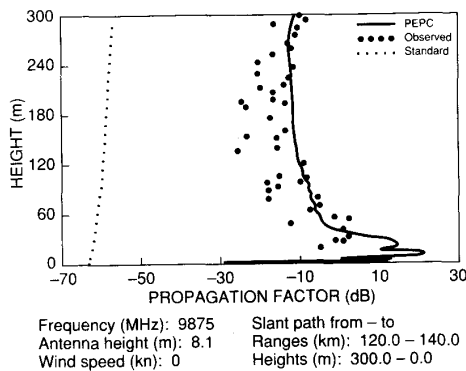 300
240
180
120
60
0
HEIGHT (m)
PEPC
Observed
Standard
−70 −50 −30 −10 10 30
PROPAGATION FACTOR (dB)
Frequency (MHz): 9875 Slant path from – to
Antenna height (m): 8.1 Ranges (km): 120.0 – 140.0
Wind speed (kn): 0 Heights (m): 300.0 – 0.0